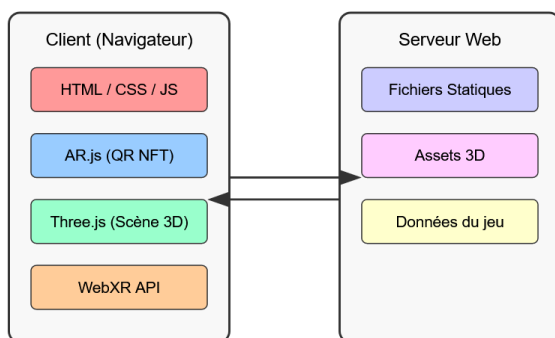 Client (Navigateur)
HTML / CSS / JS
AR.js (QR NFT)
Three.js (Scène 3D)
WebXR API
Serveur Web
Fichiers Statiques
Assets 3D
Données du jeu